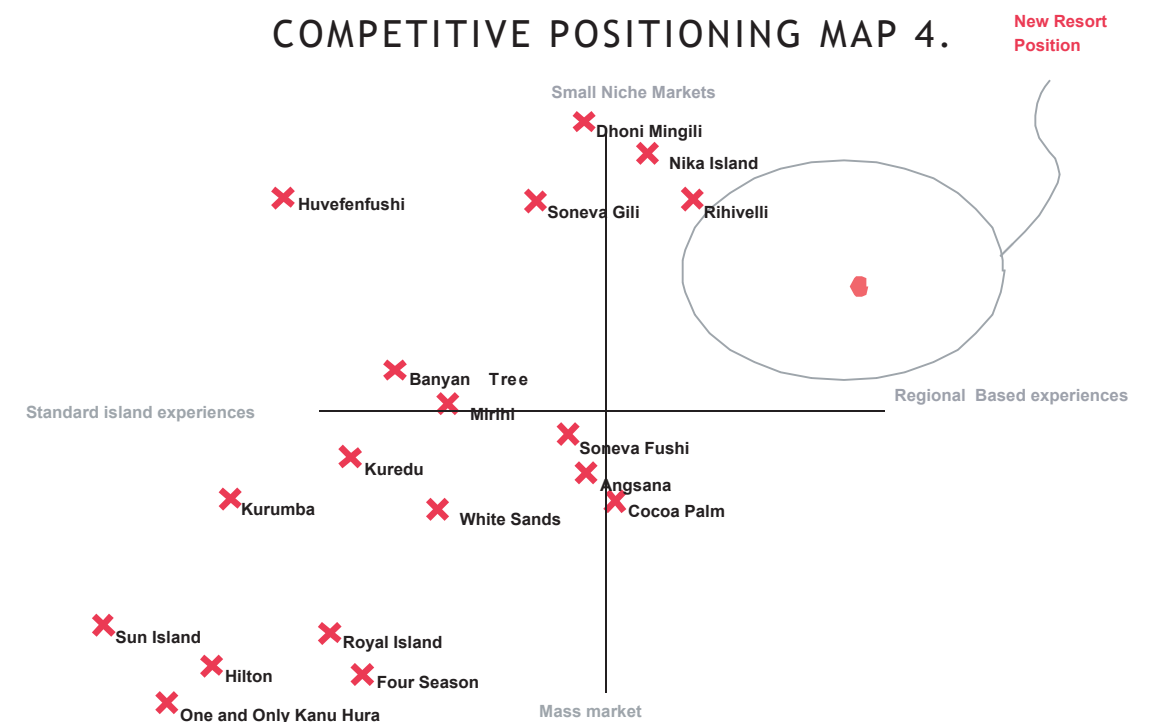 COMPETITIVE POSITIONING MAP 4.
New Resort
Position
Small Niche Markets
Dhoni Mingili
Nika Island
Huvefenfushi
Soneva Gili
Rihivelli
Banyan Tree
Regional Based experiences
Standard island experiences
Mirihi
Soneva Fushi
Kuredu
Angsana
Kurumba
Cocoa Palm
White Sands
Sun Island
Royal Island
Hilton
Four Season
Mass market
One and Only Kanu Hura